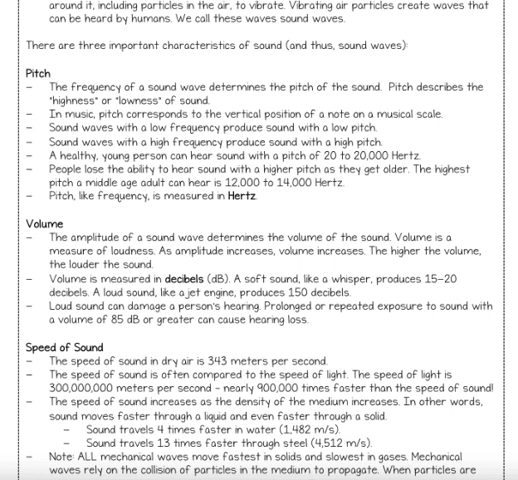 around it, including particles in the air, to vibrate. Vibrating air particles create waves that
can be heard by humans. We call these waves sound waves.
There are three important characteristics of sound (and thus, sound waves):
Pitch
– The frequency of a sound wave determines the pitch of the sound. Pitch describes the
"highness" or "lowness" of sound.
– In music, pitch corresponds to the vertical position of a note on a musical scale.
– Sound waves with a low frequency produce sound with a low pitch.
– Sound waves with a high frequency produce sound with a high pitch.
– A healthy, young person can hear sound with a pitch of 20 to 20,000 Hertz.
– People lose the ability to hear sound with a higher pitch as they get older. The highest
pitch a middle age adult can hear is 12,000 to 14,000 Hertz.
– Pitch, like frequency, is measured in Hertz.
Volume
– The amplitude of a sound wave determines the volume of the sound. Volume is a
measure of loudness. As amplitude increases, volume increases. The higher the volume,
the louder the sound.
– Volume is measured in decibels (dB). A soft sound, like a whisper, produces 15–20
decibels. A loud sound, like a jet engine, produces 150 decibels.
– Loud sound can damage a person's hearing. Prolonged or repeated exposure to sound with
a volume of 85 dB or greater can cause hearing loss.
Speed of Sound
– The speed of sound in dry air is 343 meters per second.
– The speed of sound is often compared to the speed of light. The speed of light is
300,000,000 meters per second – nearly 900,000 times faster than the speed of sound!
– The speed of sound increases as the density of the medium increases. In other words,
sound moves faster through a liquid and even faster through a solid.
– Sound travels 4 times faster in water (1,482 m/s).
– Sound travels 13 times faster through steel (4,512 m/s).
– Note: ALL mechanical waves move fastest in solids and slowest in gases. Mechanical
waves rely on the collision of particles in the medium to propagate. When particles are